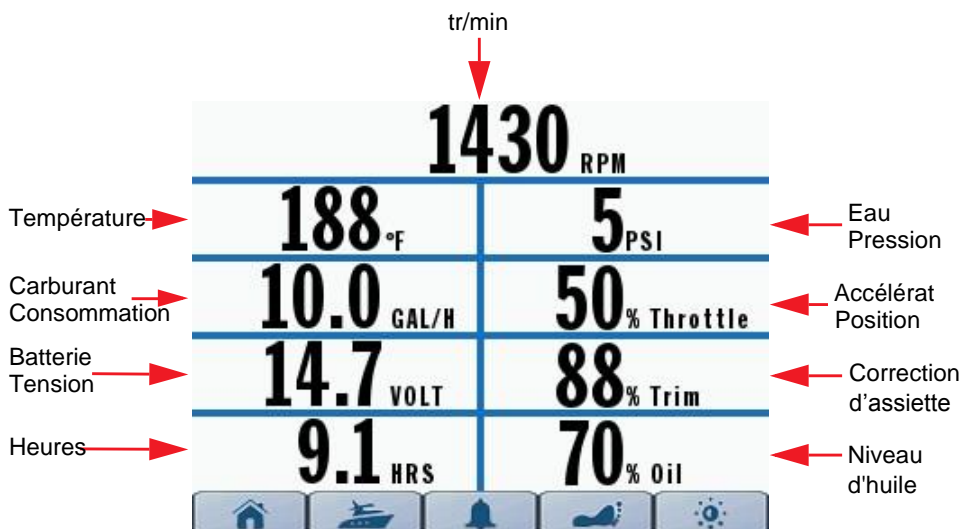 tr/min
1430 RPM
Température
188 °F
5 PSI
Eau
Pression
Carburant
Consommation
10.0 GAL/H
50 % Throttle
Accélérat
Position
Batterie
Tension
14.7 VOLT
88 % Trim
Correction
d'assiette
Heures
9.1 HRS
70 % Oil
Niveau
d'huile